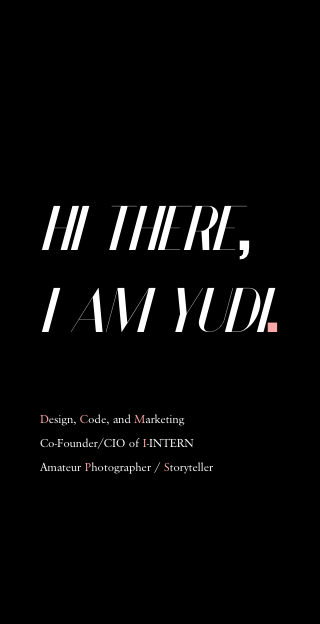 HI THERE,
I AM YUDI.
Design, Code, and Marketing
Co-Founder/CIO of I-INTERN
Amateur Photographer / Storyteller